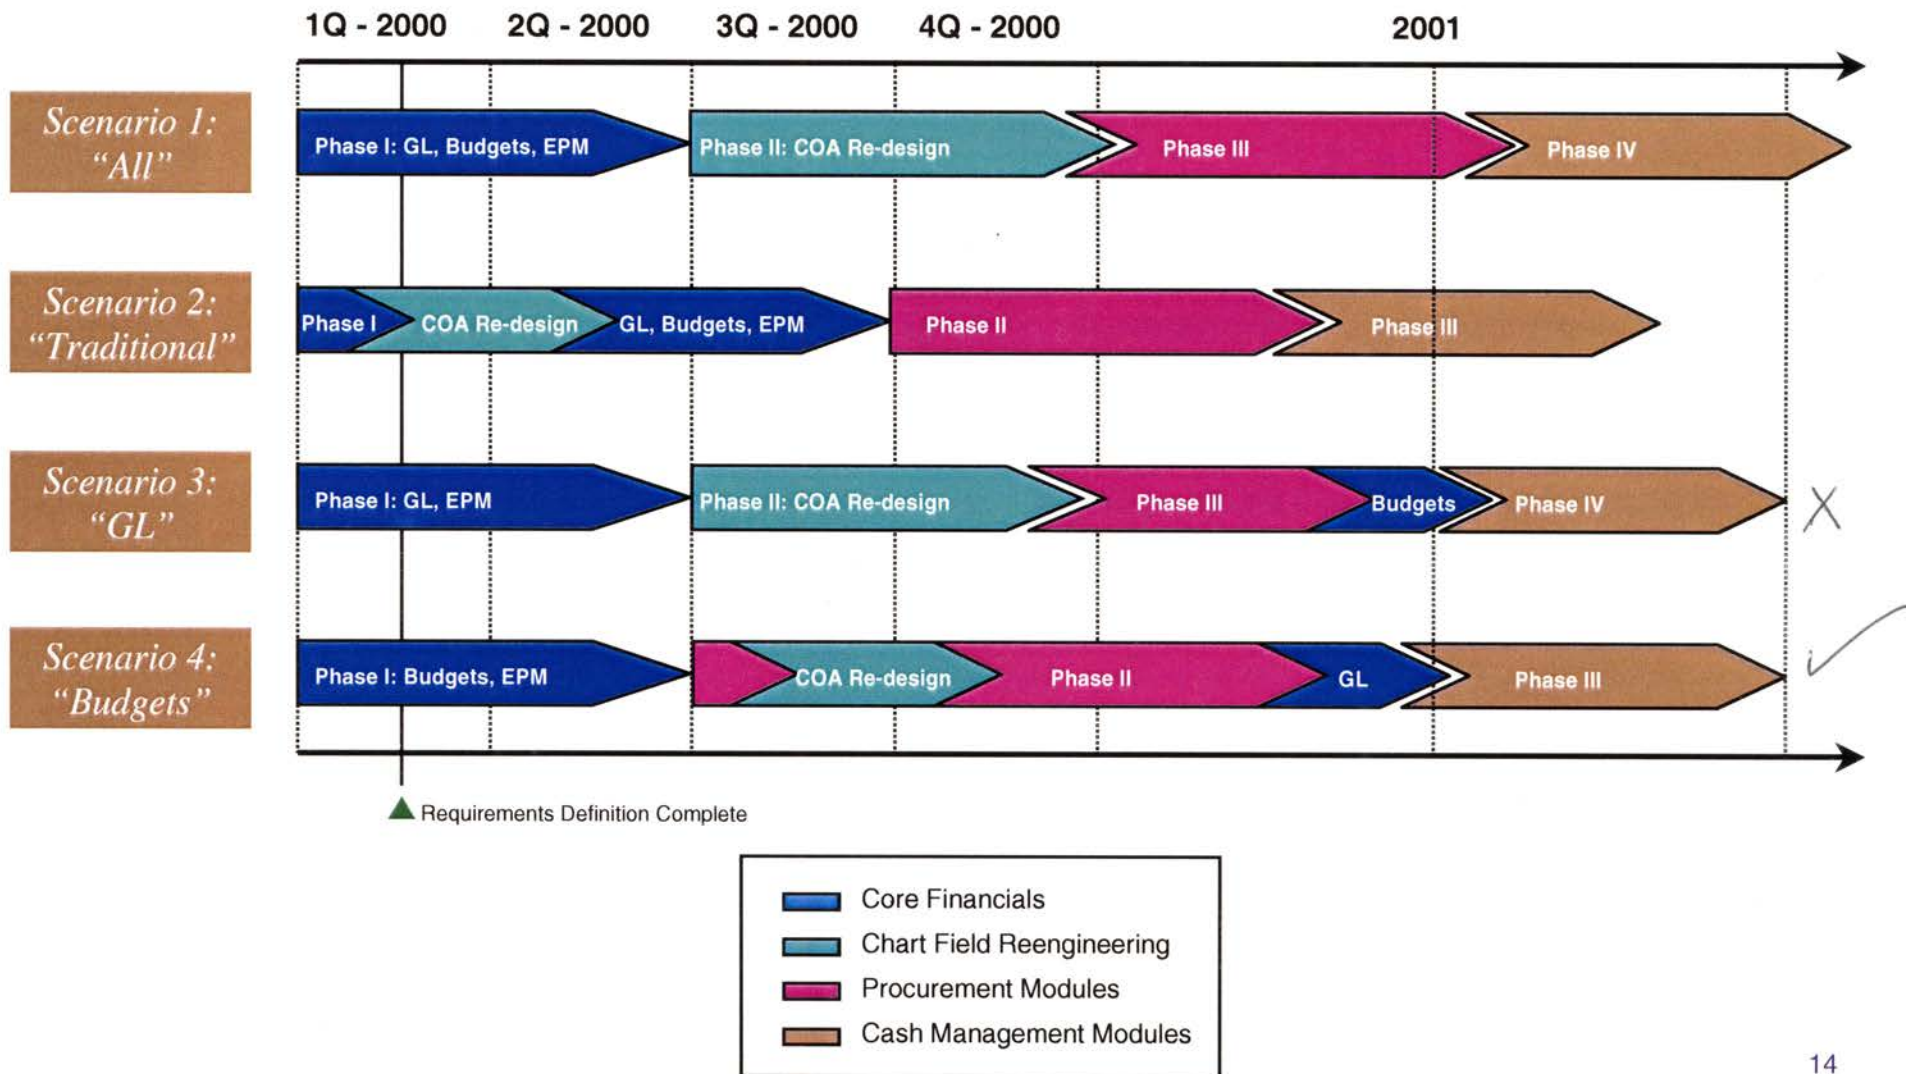 1Q - 2000 2Q - 2000 3Q - 2000 4Q - 2000 2001
Scenario 1:
“All”
Phase I: GL, Budgets, EPM
Phase II: COA Re-design
Phase III
Phase IV
Scenario 2:
“Traditional”
Phase I
COA Re-design
GL, Budgets, EPM
Phase II
Phase III
Scenario 3:
“GL”
Phase I: GL, EPM
Phase II: COA Re-design
Phase III
Budgets
Phase IV
Scenario 4:
“Budgets”
Phase I: Budgets, EPM
COA Re-design
Phase II
GL
Phase III
Requirements Definition Complete
Core Financials
Chart Field Reengineering
Procurement Modules
Cash Management Modules
14